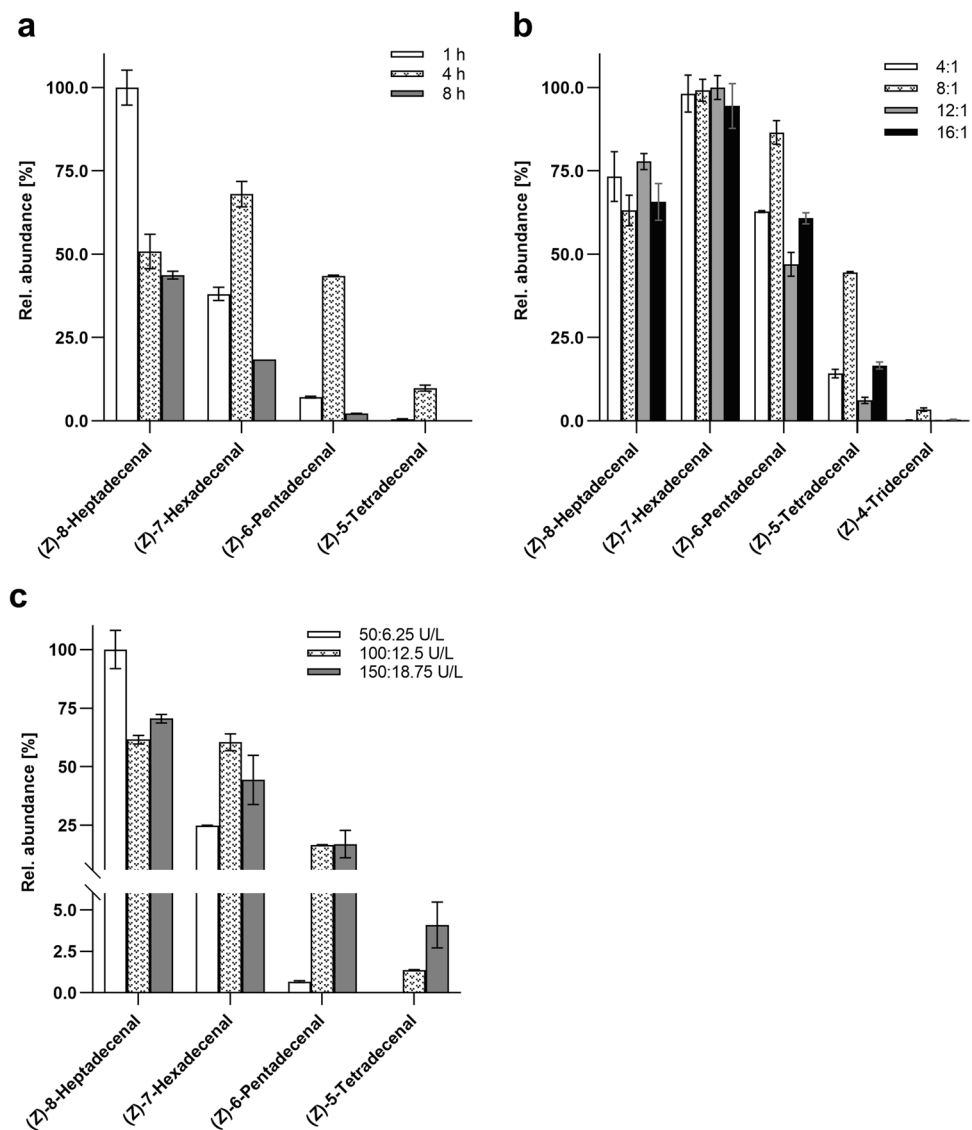 a
1 h
4 h
8 h
Rel. abundance [%]
100.0
75.0
50.0
25.0
0.0
(Z)-8-Heptadecenal
(Z)-7-Hexadecenal
(Z)-6-Pentadecenal
(Z)-5-Tetradecenal
b
4:1
8:1
12:1
16:1
Rel. abundance [%]
100.0
75.0
50.0
25.0
0.0
(Z)-8-Heptadecenal
(Z)-7-Hexadecenal
(Z)-6-Pentadecenal
(Z)-5-Tetradecenal
(Z)-4-Tridecenal
c
50:6.25 U/L
100:12.5 U/L
150:18.75 U/L
Rel. abundance [%]
100
75
50
25
5.0
2.5
0.0
(Z)-8-Heptadecenal
(Z)-7-Hexadecenal
(Z)-6-Pentadecenal
(Z)-5-Tetradecenal